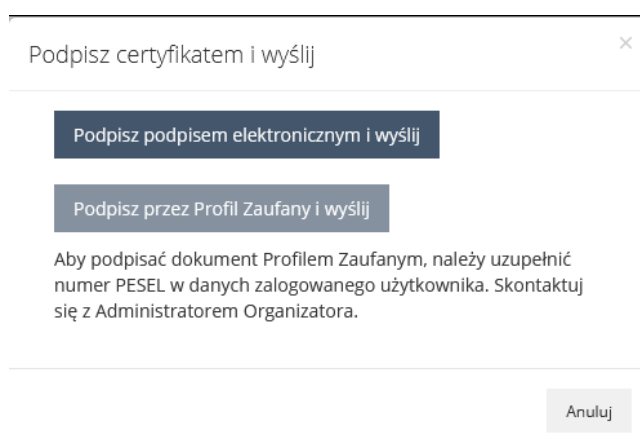 Podpisz certyfikatem i wyślij
×
Podpisz podpisem elektronicznym i wyślij
Podpisz przez Profil Zaufany i wyślij
Aby podpisać dokument Profilem Zaufanym, należy uzupełnić
numer PESEL w danych zalogowanego użytkownika. Skontaktuj
się z Administratorem Organizatora.
Anuluj